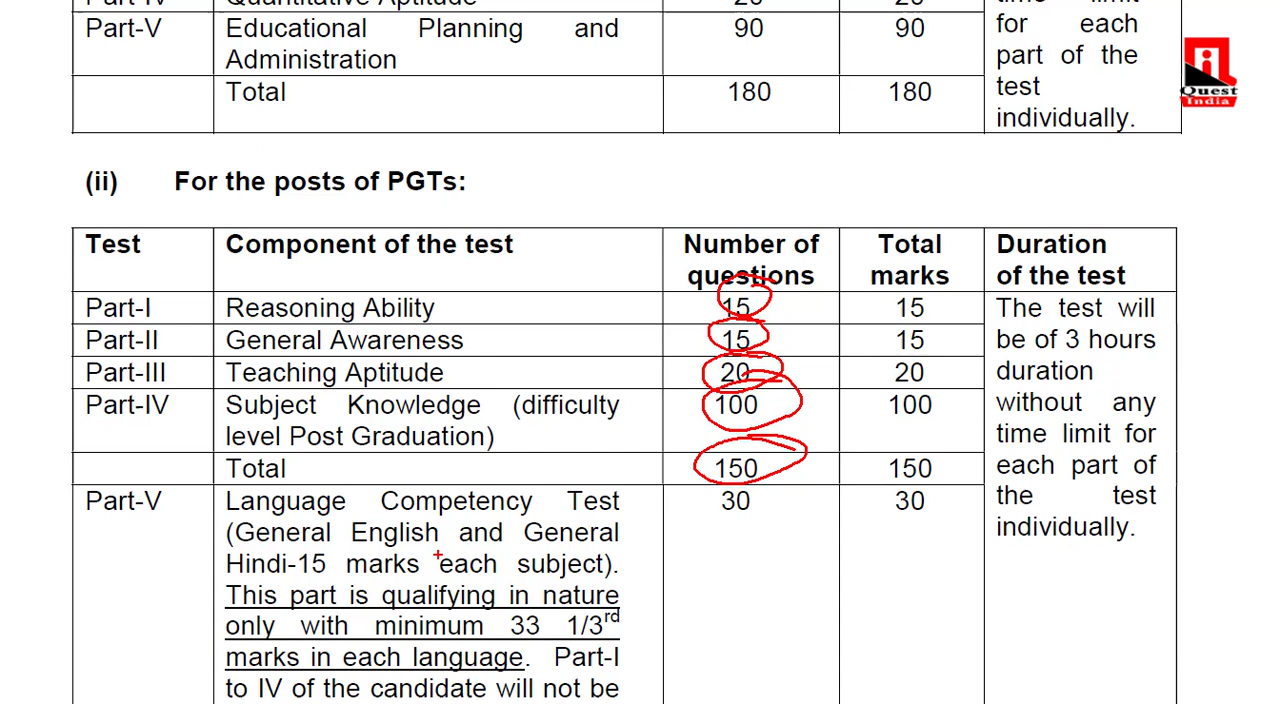 Quantitative Aptitude
Part-V Educational Planning and 90 90 for each
Administration part of the
Total 180 180 test
individually.
Quest
India
(ii) For the posts of PGTs:
Test Component of the test Number of questions Total marks Duration of the test
Part-I Reasoning Ability 15 15 The test will
Part-II General Awareness 15 15 be of 3 hours
Part-III Teaching Aptitude 20 20 duration
Part-IV Subject Knowledge (difficulty 100 100 without any
level Post Graduation) time limit for
Total 150 150 each part of
Part-V Language Competency Test 30 30 the test
(General English and General individually.
Hindi-15 marks each subject).
This part is qualifying in nature
only with minimum 33 1/3rd
marks in each language. Part-I
to IV of the candidate will not be